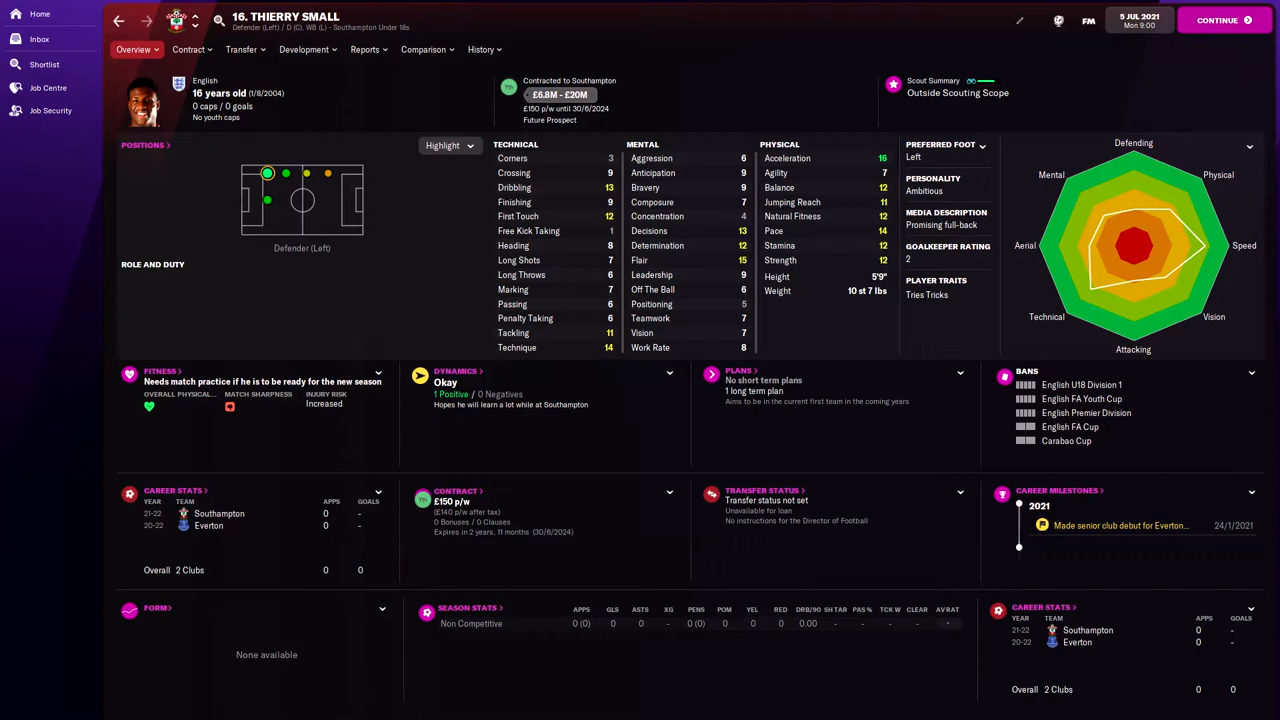 Home
Inbox
Shortlist
Job Centre
Job Security
16. THIERRY SMALL
Defender (Left) / D (C), WB (L) - Southampton Under 18s
FM
5 JUL 2021
Mon 9:00
CONTINUE
Overview
Contract
Transfer
Development
Reports
Comparison
History
English
16 years old (1/8/2004)
0 caps / 0 goals
No youth caps
Yth
Contracted to Southampton
£6.8M - £20M
£150 p/w until 30/6/2024
Future Prospect
Scout Summary
Outside Scouting Scope
POSITIONS
Defender (Left)
ROLE AND DUTY
Highlight
TECHNICAL
Corners 3
Crossing 9
Dribbling 13
Finishing 9
First Touch 12
Free Kick Taking 1
Heading 8
Long Shots 7
Long Throws 6
Marking 7
Passing 6
Penalty Taking 6
Tackling 11
Technique 14
MENTAL
Aggression 6
Anticipation 9
Bravery 9
Composure 7
Concentration 4
Decisions 13
Determination 12
Flair 15
Leadership 9
Off The Ball 6
Positioning 5
Teamwork 7
Vision 7
Work Rate 8
PHYSICAL
Acceleration 16
Agility 7
Balance 12
Jumping Reach 11
Natural Fitness 12
Pace 14
Stamina 12
Strength 12
Height 5'9"
Weight 10 st 7 lbs
PREFERRED FOOT
Left
PERSONALITY
Ambitious
MEDIA DESCRIPTION
Promising full-back
GOALKEEPER RATING
2
PLAYER TRAITS
Tries Tricks
Defending
Physical
Speed
Vision
Attacking
Technical
Aerial
Mental
FITNESS
Needs match practice if he is to be ready for the new season
OVERALL PHYSICAL... MATCH SHARPNESS INJURY RISK
Increased
DYNAMICS
Okay
1 Positive / 0 Negatives
Hopes he will learn a lot while at Southampton
PLANS
No short term plans
1 long term plan
Aims to be in the current first team in the coming years
BANS
English U18 Division 1
English FA Youth Cup
English Premier Division
English FA Cup
Carabao Cup
CAREER STATS
YEAR TEAM APPS GOALS
21-22 Southampton 0 -
20-22 Everton 0 -
Overall 2 Clubs 0 0
CONTRACT
Yth
£150 p/w
(£140 p/w after tax)
0 Bonuses / 0 Clauses
Expires in 2 years, 11 months (30/6/2024)
TRANSFER STATUS
Transfer status not set
Unavailable for loan
No instructions for the Director of Football
CAREER MILESTONES
2021
Made senior club debut for Everton... 24/1/2021
FORM
None available
SEASON STATS APPS GLS ASTS XG PENS POM YEL RED DRB/90 SH TAR PAS % TCK W CLEAR AV RAT
Non Competitive 0 (0) 0 0 - 0 (0) 0 0 0 0.00 - - - - -
CAREER STATS
YEAR TEAM APPS GOALS
21-22 Southampton 0 -
20-22 Everton 0 -
Overall 2 Clubs 0 0